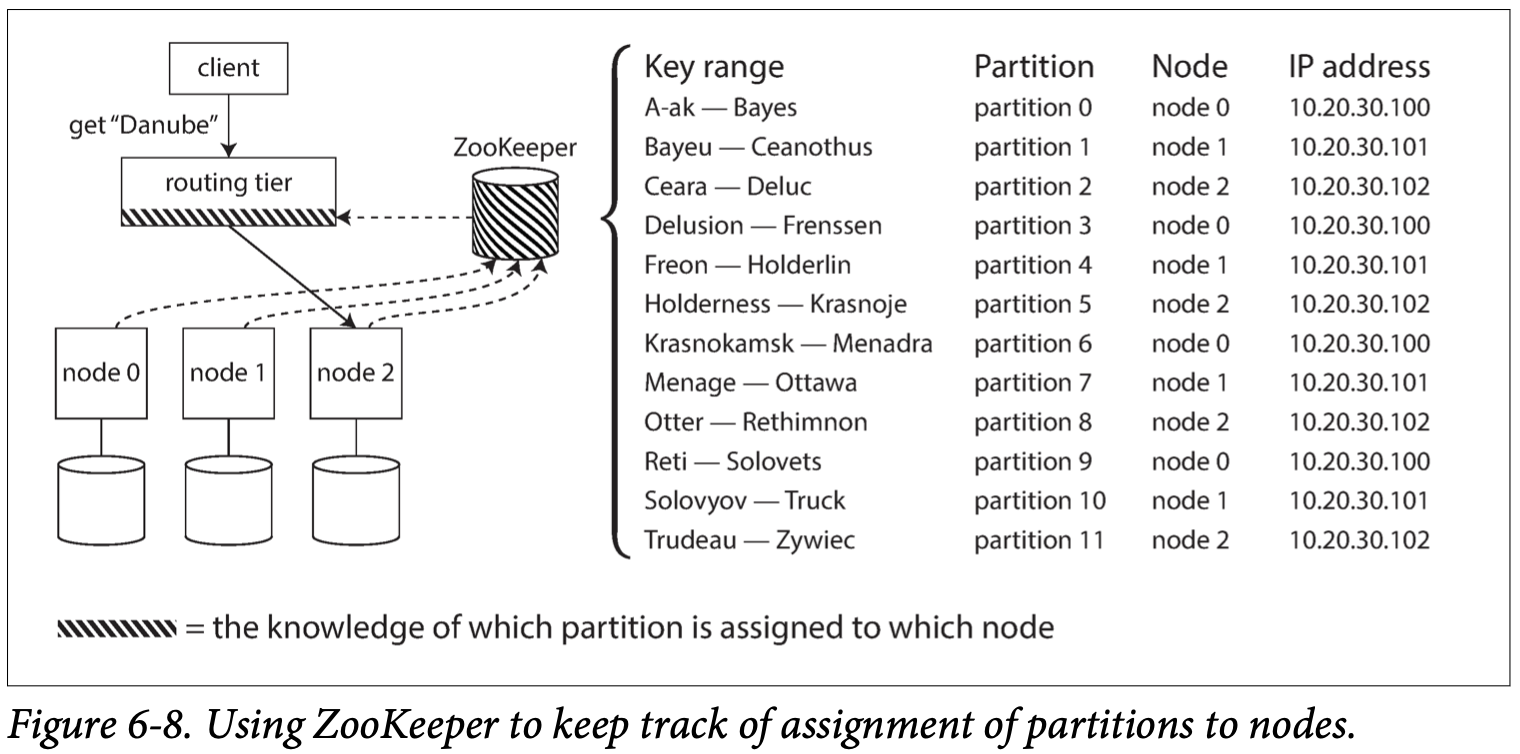 client
get “Danube”
routing tier
ZooKeeper
node 0
node 1
node 2
Key range Partition Node IP address
A-ak — Bayes partition 0 node 0 10.20.30.100
Bayeu — Ceanothus partition 1 node 1 10.20.30.101
Ceara — Deluc partition 2 node 2 10.20.30.102
Delusion — Frenssen partition 3 node 0 10.20.30.100
Freon — Holderlin partition 4 node 1 10.20.30.101
Holderness — Krasnoje partition 5 node 2 10.20.30.102
Krasnokamsk — Menadra partition 6 node 0 10.20.30.100
Menage — Ottawa partition 7 node 1 10.20.30.101
Otter — Rethimnon partition 8 node 2 10.20.30.102
Reti — Solovets partition 9 node 0 10.20.30.100
Solovyov — Truck partition 10 node 1 10.20.30.101
Trudeau — Zywiec partition 11 node 2 10.20.30.102
= the knowledge of which partition is assigned to which node
Figure 6-8. Using ZooKeeper to keep track of assignment of partitions to nodes.